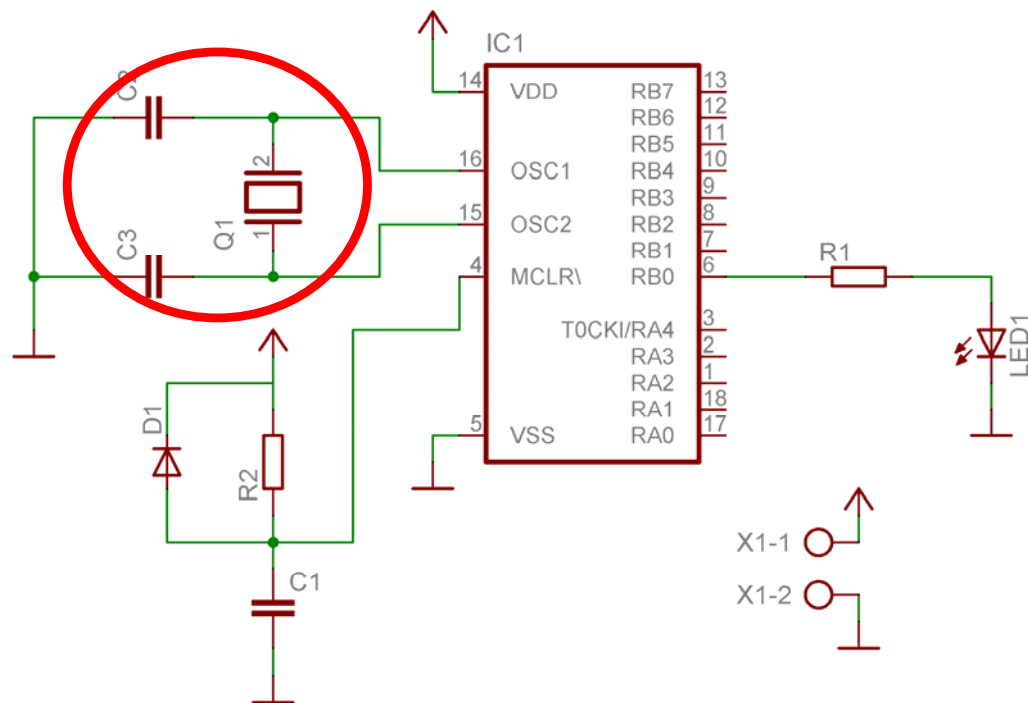 IC1
C2
14
VDD
RB7
13
RB6
12
RB5
11
16
OSC1
RB4
10
2
RB3
9
15
OSC2
RB2
8
Q1
1
RB1
7
C3
4
MCLR\
RB0
6
R1
T0CKI/RA4
3
LED1
RA3
2
RA2
1
D1
RA1
18
5
VSS
RA0
17
R2
X1-1
C1
X1-2